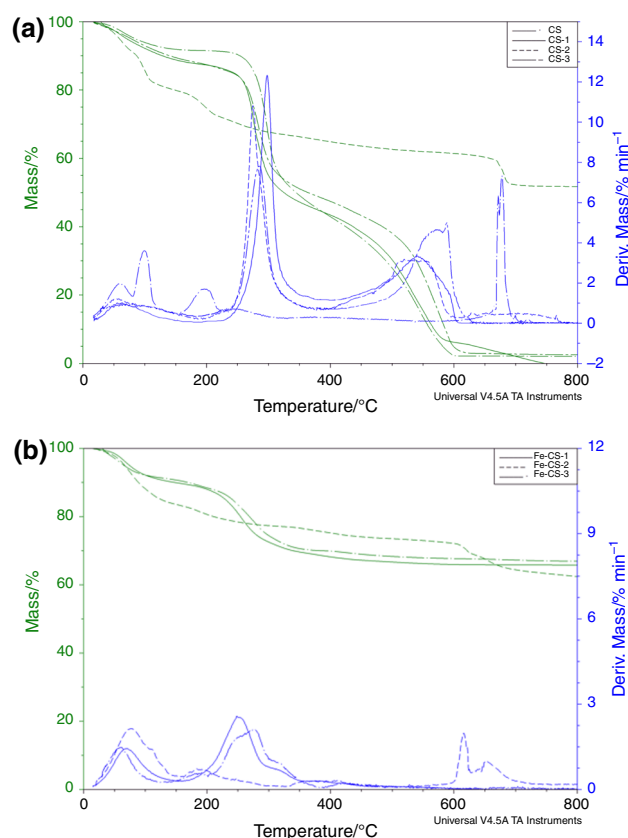 (a)
100
80
60
40
20
0
Mass/%
CS
CS-1
CS-2
CS-3
14
12
10
8
6
4
2
0
–2
Deriv. Mass/% min⁻¹
0
200
400
600
800
Temperature/°C
Universal V4.5A TA Instruments
(b)
100
80
60
40
20
0
Mass/%
Fe-CS-1
Fe-CS-2
Fe-CS-3
12
9
6
3
0
Deriv. Mass/% min⁻¹
0
200
400
600
800
Universal V4.5A TA Instruments
Temperature/°C